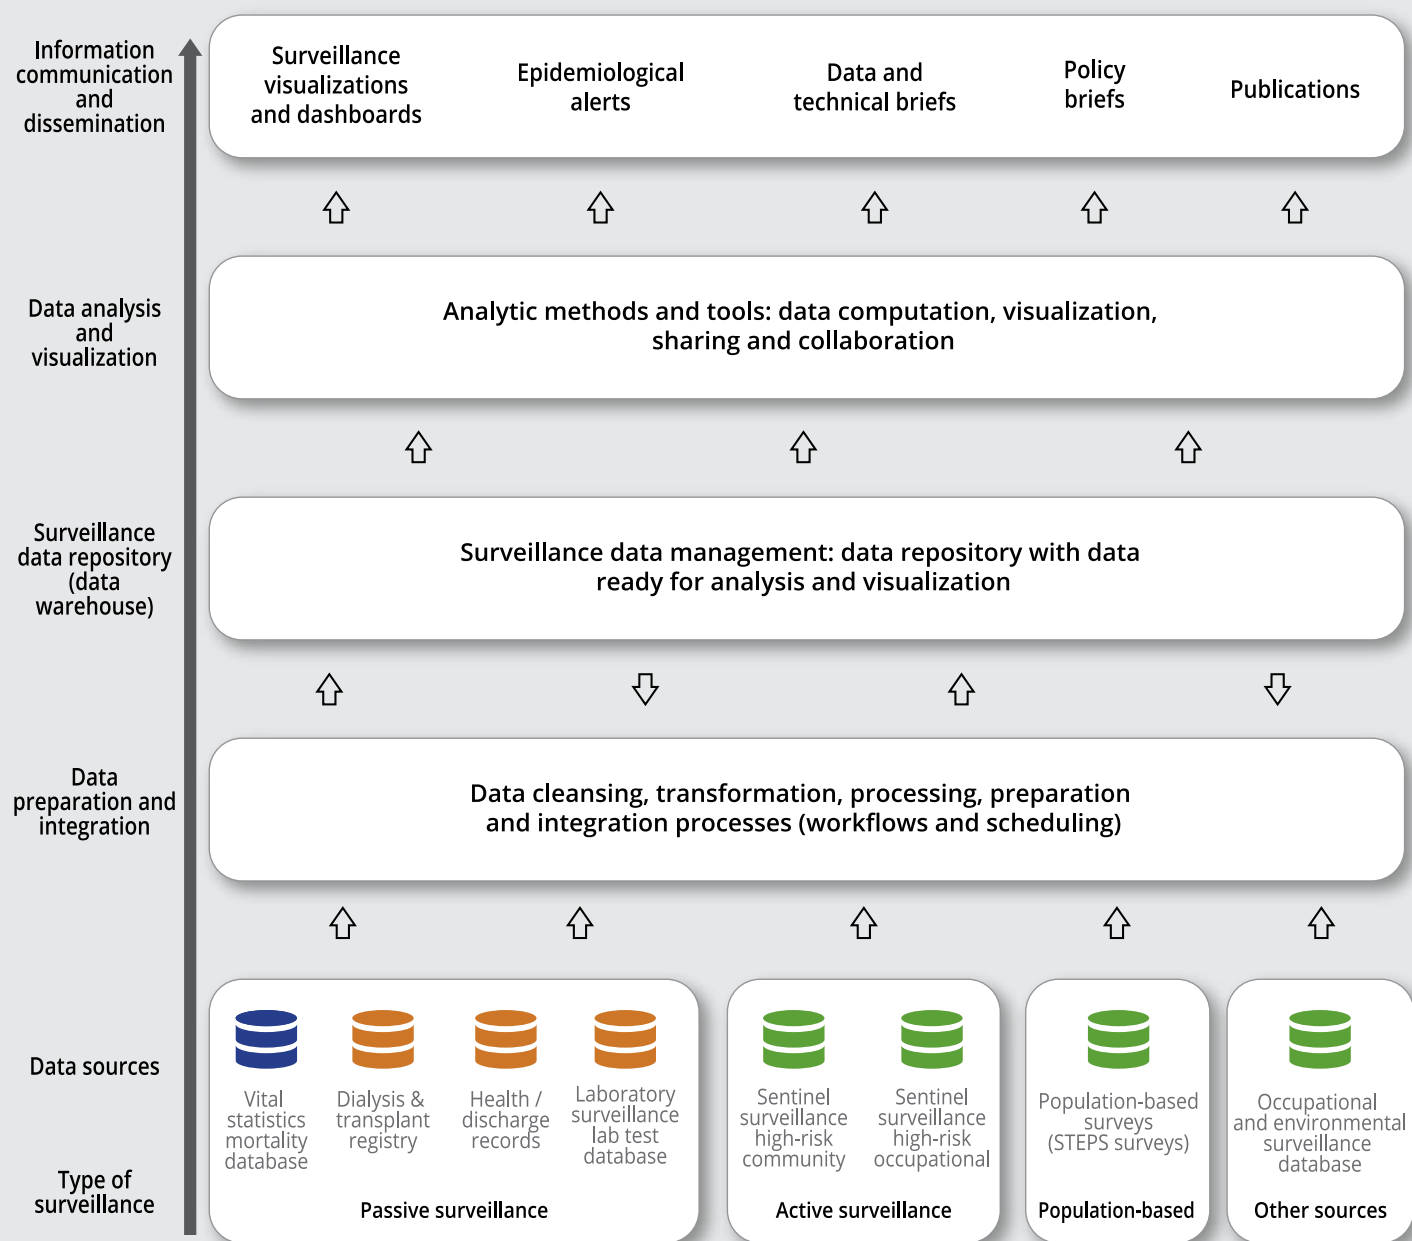 Information
communication
and
dissemination
Surveillance
visualizations
and dashboards
Epidemiological
alerts
Data and
technical briefs
Policy
briefs
Publications
Data analysis
and
visualization
Analytic methods and tools: data computation, visualization,
sharing and collaboration
Surveillance
data repository
(data
warehouse)
Surveillance data management: data repository with data
ready for analysis and visualization
Data
preparation and
integration
Data cleansing, transformation, processing, preparation
and integration processes (workflows and scheduling)
Data sources
Vital
statistics
mortality
database
Dialysis &
transplant
registry
Health /
discharge
records
Laboratory
surveillance
lab test
database
Sentinel
surveillance
high-risk
community
Sentinel
surveillance
high-risk
occupational
Population-based
surveys
(STEPS surveys)
Occupational
and environmental
surveillance
database
Type of
surveillance
Passive surveillance
Active surveillance
Population-based
Other sources